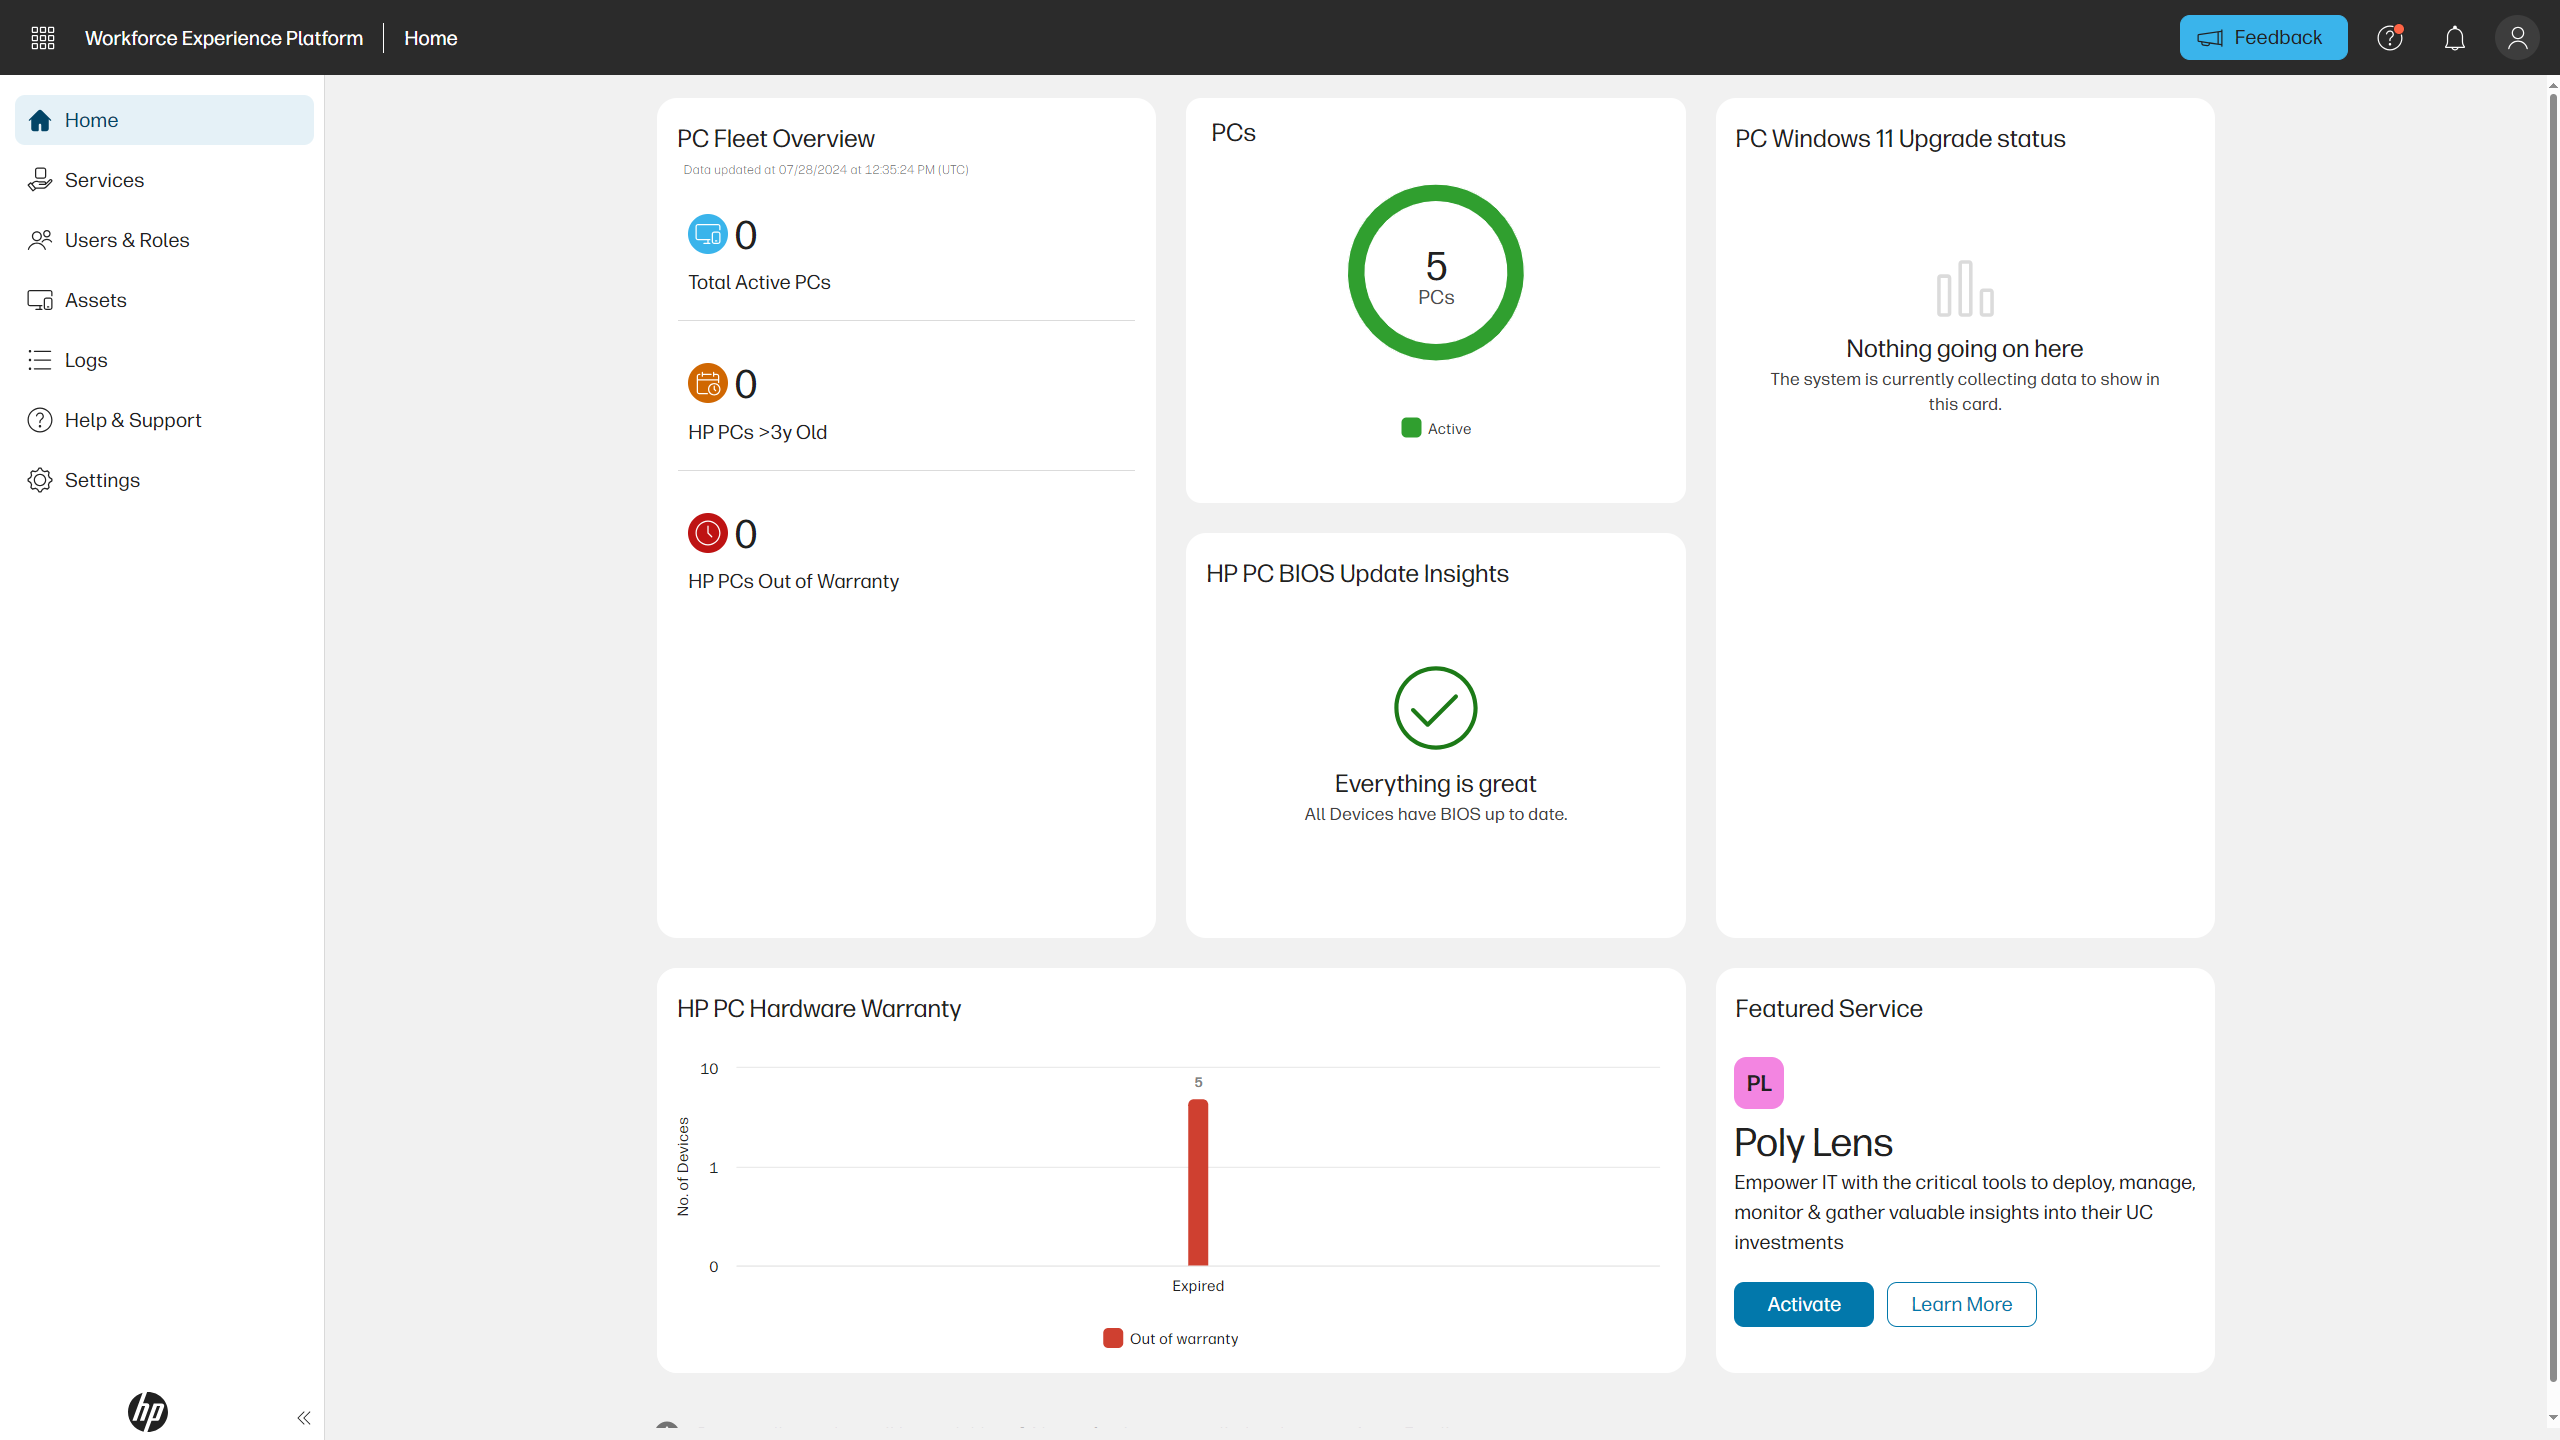 Workforce Experience Platform
Home
Feedback
Home
Services
Users & Roles
Assets
Logs
Help & Support
Settings
hp
PC Fleet Overview
Data updated at 07/28/2024 at 12:35:24 PM (UTC)
0
Total Active PCs
0
HP PCs >3y Old
0
HP PCs Out of Warranty
PCs
5
PCs
Active
HP PC BIOS Update Insights
Everything is great
All Devices have BIOS up to date.
PC Windows 11 Upgrade status
Nothing going on here
The system is currently collecting data to show in
this card.
HP PC Hardware Warranty
No. of Devices
10
1
0
5
Expired
Out of warranty
Featured Service
PL
Poly Lens
Empower IT with the critical tools to deploy, manage,
monitor & gather valuable insights into their UC
investments
Activate
Learn More